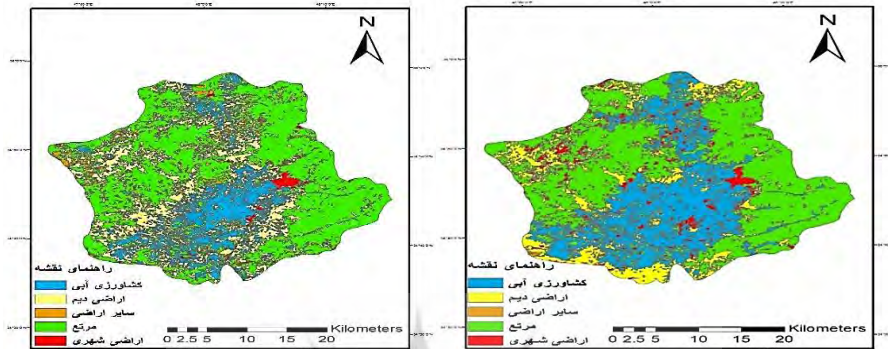 N
راهنمای نقشه
کشاورزی آبی
اراضی دیم
سایر اراضی
مرتع
اراضی شهری
0 2.5 5 10 15 20 Kilometers
N
راهنمای نقشه
کشاورزی آبی
اراضی دیم
سایر اراضی
مرتع
اراضی شهری
0 2.5 5 10 15 20 Kilometers